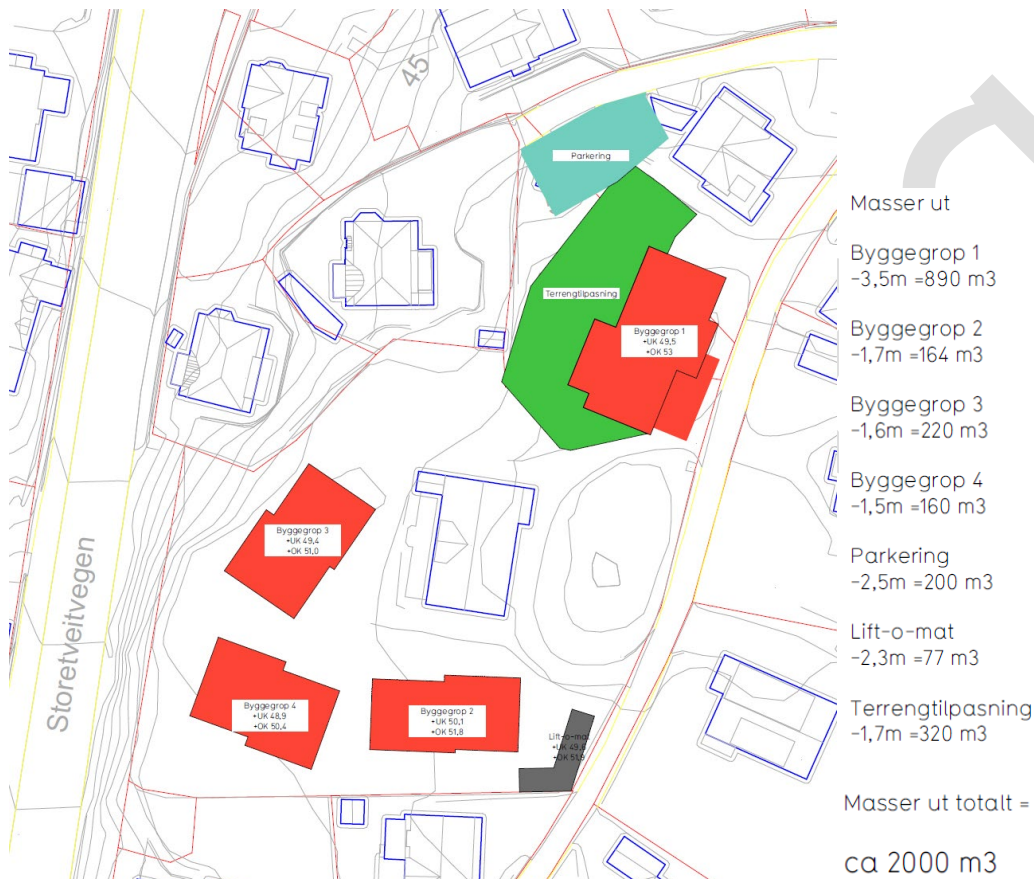 45
Parkering
Terrengtilpasning
Byggegrop 1
+UK 49,5
+OK 53
Byggegrop 3
+UK 49,4
+OK 51,0
Byggegrop 4
+UK 48,9
+OK 50,4
Byggegrop 2
+UK 50,1
+OK 51,8
Lift-o-mat
+OK 51,9
Storetveitvegen
Masser ut
Byggegrop 1
-3,5m =890 m3
Byggegrop 2
-1,7m =164 m3
Byggegrop 3
-1,6m =220 m3
Byggegrop 4
-1,5m =160 m3
Parkering
-2,5m =200 m3
Lift-o-mat
-2,3m =77 m3
Terrengtilpasning
-1,7m =320 m3
Masser ut totalt =
ca 2000 m3